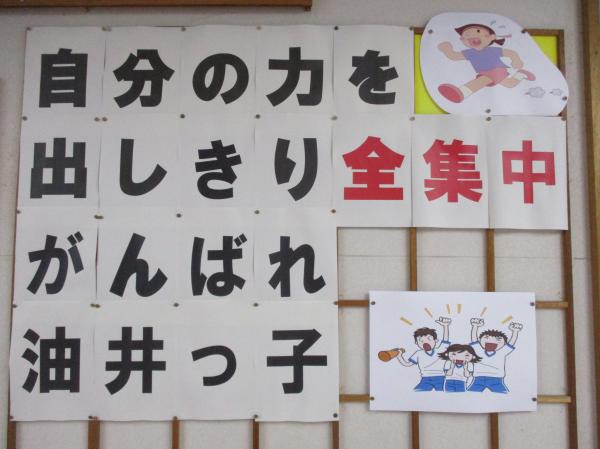 自分の力を
出しきり全集中
がんばれ
油井っ子